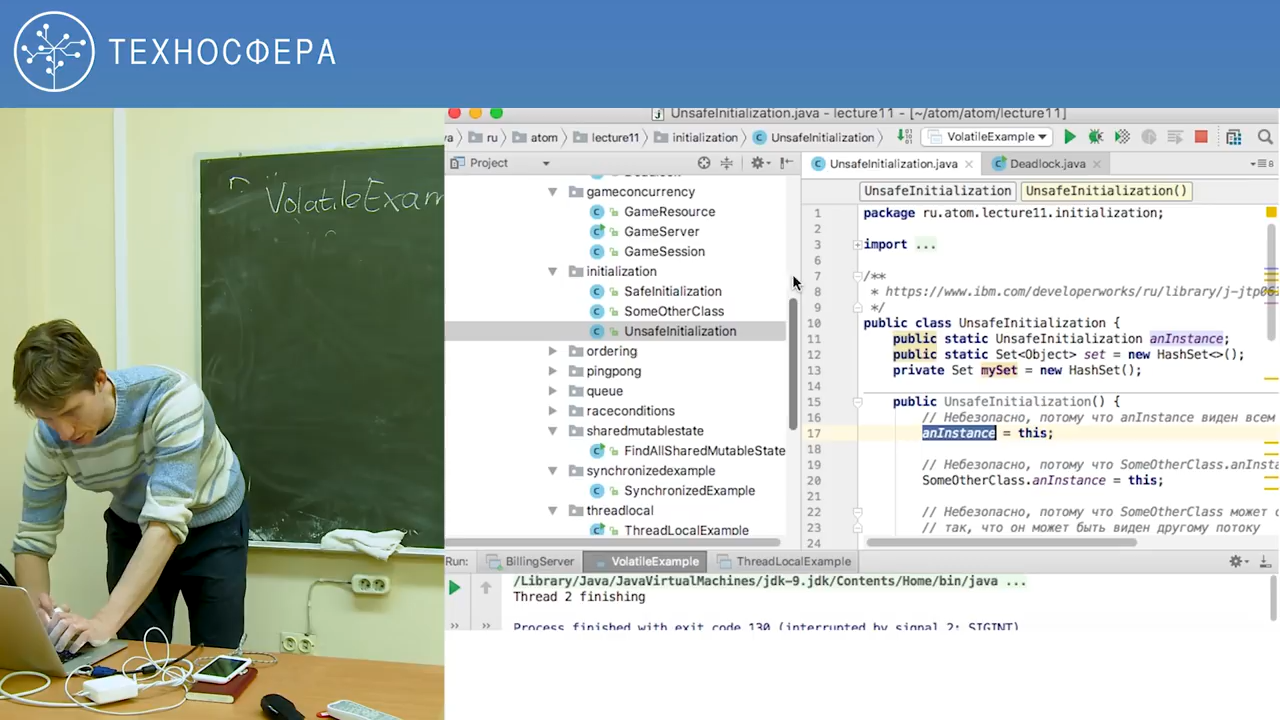 ТЕХНОСФЕРА
VolatileExam
UnsafeInitialization.java – lecture11 – [~/atom/atom/lecture11]
va ru atom lecture11 initialization UnsafeInitialization VolatileExample
Project
UnsafeInitialization.java
Deadlock.java
UnsafeInitialization UnsafeInitialization()
gameconcurrency
GameResource
GameServer
GameSession
initialization
SafeInitialization
SomeOtherClass
UnsafeInitialization
ordering
pingpong
queue
raceconditions
sharedmutablestate
FindAllSharedMutableState
synchronizedexample
SynchronizedExample
threadlocal
ThreadLocalExample
1 package ru.atom.lecture11.initialization;
2
3 import ...
6
7 /**
8 * https://www.ibm.com/developerworks/ru/library/j-jtp06
9 */
10 public class UnsafeInitialization {
11 public static UnsafeInitialization anInstance;
12 public static Set<Object> set = new HashSet<>();
13 private Set mySet = new HashSet();
14
15 public UnsafeInitialization() {
16 // Небезопасно, потому что anInstance виден всем
17 anInstance = this;
18
19 // Небезопасно, потому что SomeOtherClass.anInsta
20 SomeOtherClass.anInstance = this;
21
22 // Небезопасно, потому что SomeOtherClass может с
23 // так, что он может быть виден другому потоку
24
Run: BillingServer VolatileExample ThreadLocalExample
/Library/Java/JavaVirtualMachines/jdk-9.jdk/Contents/Home/bin/java ...
Thread 2 finishing
Process finished with exit code 130 (interrupted by signal 2: SIGINT)